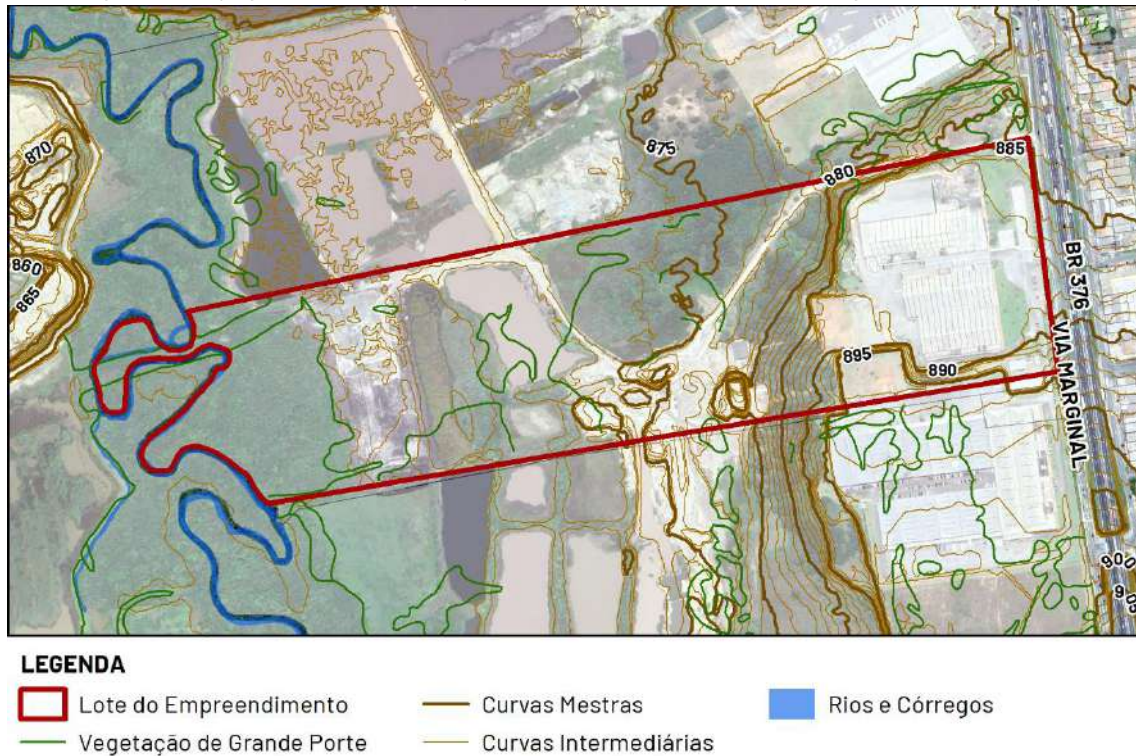 870
875
880
885
860
865
BR 376
VIA MARGINAL
895
890
900
905
LEGENDA
Lote do Empreendimento
Curvas Mestras
Rios e Córregos
Vegetação de Grande Porte
Curvas Intermediárias